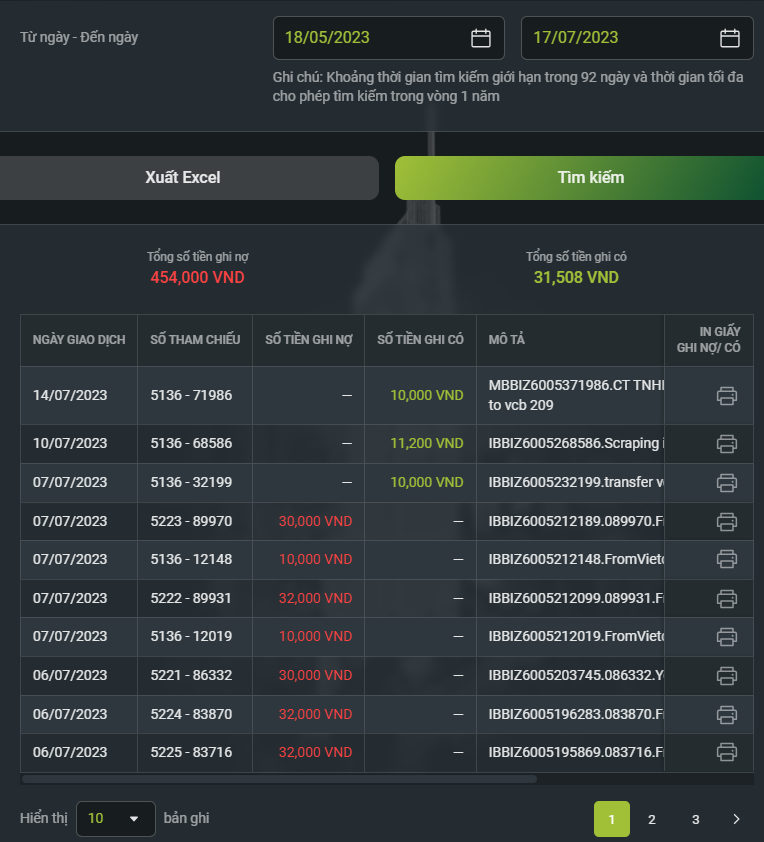 Từ ngày - Đến ngày
18/05/2023
17/07/2023
Ghi chú: Khoảng thời gian tìm kiếm giới hạn trong 92 ngày và thời gian tối đa
cho phép tìm kiếm trong vòng 1 năm
Xuất Excel
Tìm kiếm
Tổng số tiền ghi nợ
454,000 VND
Tổng số tiền ghi có
31,508 VND
NGÀY GIAO DỊCH SỐ THAM CHIẾU SỐ TIỀN GHI NỢ SỐ TIỀN GHI CÓ MÔ TẢ IN GIẤY
GHI NỢ/ CÓ
14/07/2023 5136 - 71986 — 10,000 VND MBBIZ6005371986.CT TNH
to vcb 209
10/07/2023 5136 - 68586 — 11,200 VND IBBIZ6005268586.Scraping i
07/07/2023 5136 - 32199 — 10,000 VND IBBIZ6005232199.transfer v
07/07/2023 5223 - 89970 30,000 VND — IBBIZ6005212189.089970.F
07/07/2023 5136 - 12148 10,000 VND — IBBIZ6005212148.FromVietc
07/07/2023 5222 - 89931 32,000 VND — IBBIZ6005212099.089931.F
07/07/2023 5136 - 12019 10,000 VND — IBBIZ6005212019.FromVietc
06/07/2023 5221 - 86332 30,000 VND — IBBIZ6005203745.086332.Y
06/07/2023 5224 - 83870 32,000 VND — IBBIZ6005196283.083870.F
06/07/2023 5225 - 83716 32,000 VND — IBBIZ6005195869.083716.F
Hiển thị 10 bản ghi
1 2 3